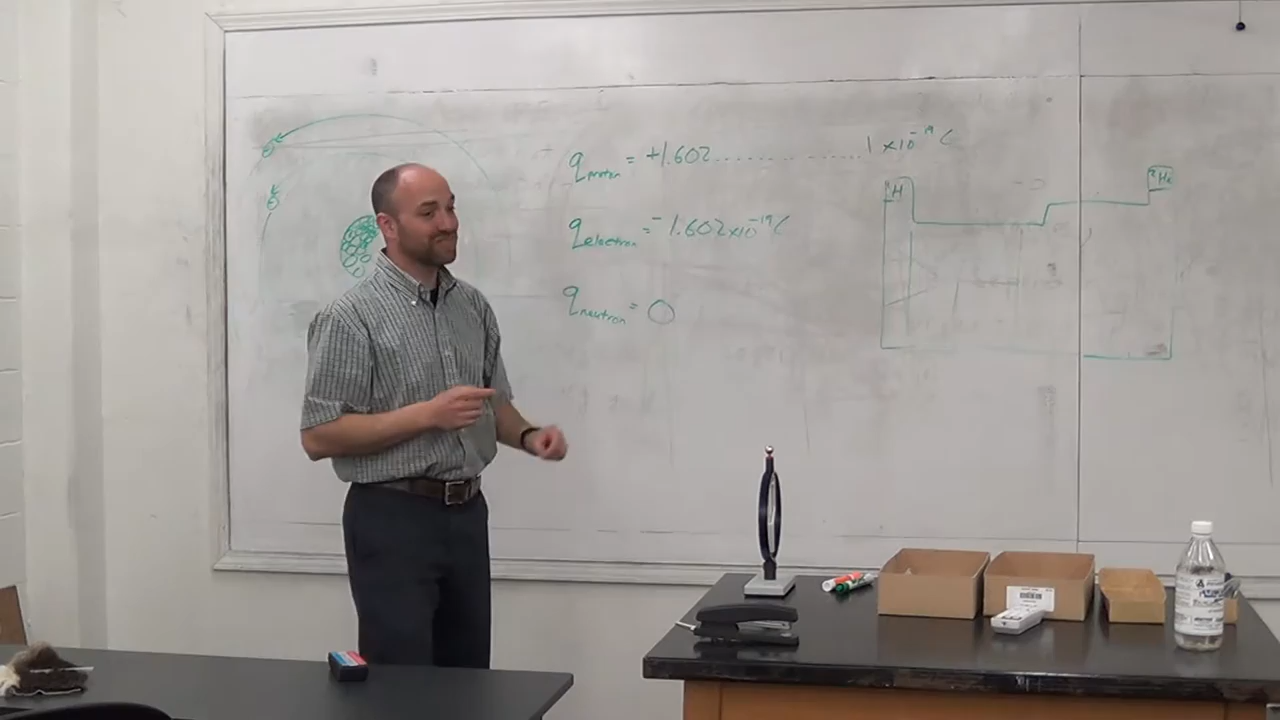 q proton = +1.602................1 x10⁻¹⁹ C
q electron = -1.602x10⁻¹⁹ C
q neutron = 0
H
He